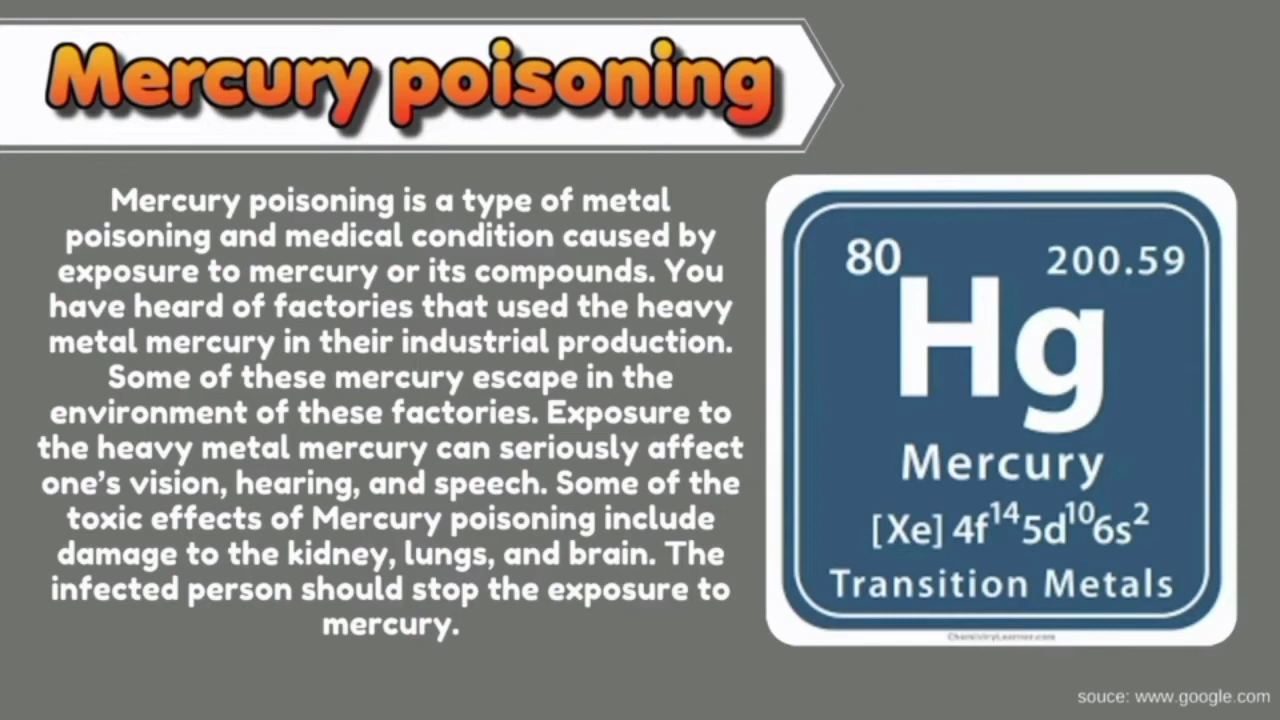 Mercury poisoning
Mercury poisoning is a type of metal
poisoning and medical condition caused by
exposure to mercury or its compounds. You
have heard of factories that used the heavy
metal mercury in their industrial production.
Some of these mercury escape in the
environment of these factories. Exposure to
the heavy metal mercury can seriously affect
one's vision, hearing, and speech. Some of the
toxic effects of Mercury poisoning include
damage to the kidney, lungs, and brain. The
infected person should stop the exposure to
mercury.
80 200.59
Hg
Mercury
[Xe] 4f¹⁴5d¹⁰6s²
Transition Metals
ChemistryLearner.com
souce: www.google.com